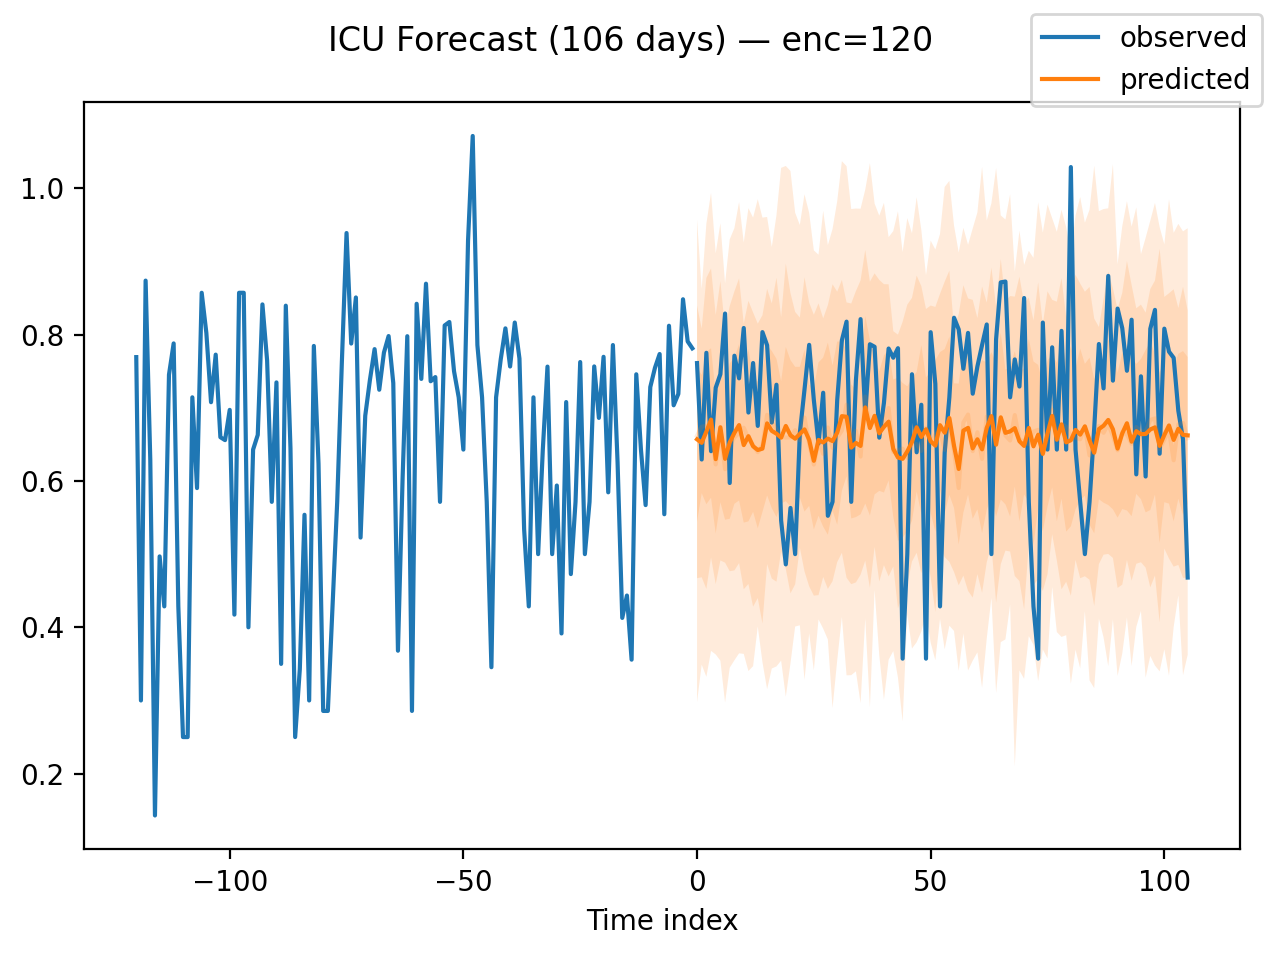 ICU Forecast (106 days) — enc=120
observed
predicted
1.0
0.8
0.6
0.4
0.2
−100
−50
0
50
100
Time index